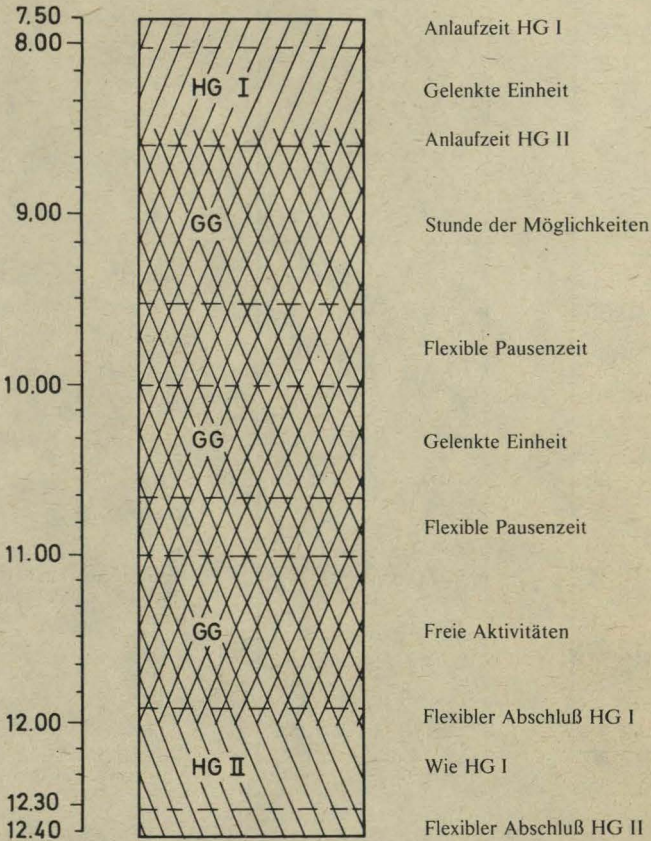 7.50 Anlaufzeit HG I
8.00
HG I Gelenkte Einheit
Anlaufzeit HG II
9.00 GG Stunde der Möglichkeiten
Flexible Pausenzeit
10.00
GG Gelenkte Einheit
Flexible Pausenzeit
11.00
GG Freie Aktivitäten
12.00 Flexibler Abschluß HG I
HG II Wie HG I
12.30
12.40 Flexibler Abschluß HG II